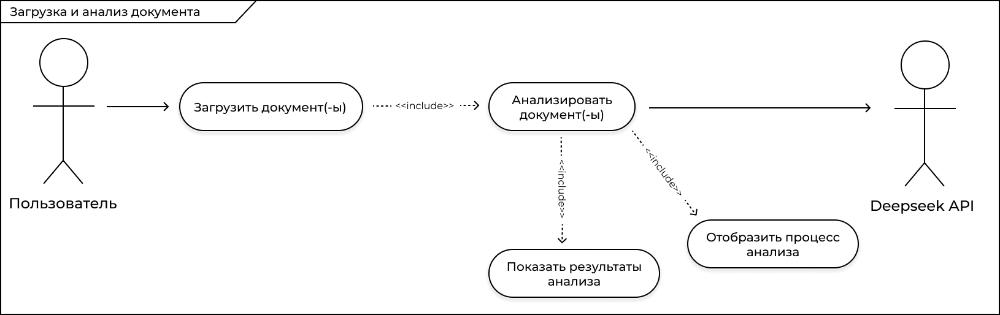 Загрузка и анализ документа
Загрузить документ(-ы)
<<include>>
Анализировать
документ(-ы)
<<include>>
<<include>>
Пользователь
Deepseek API
Отобразить процесс
анализа
Показать результаты
анализа